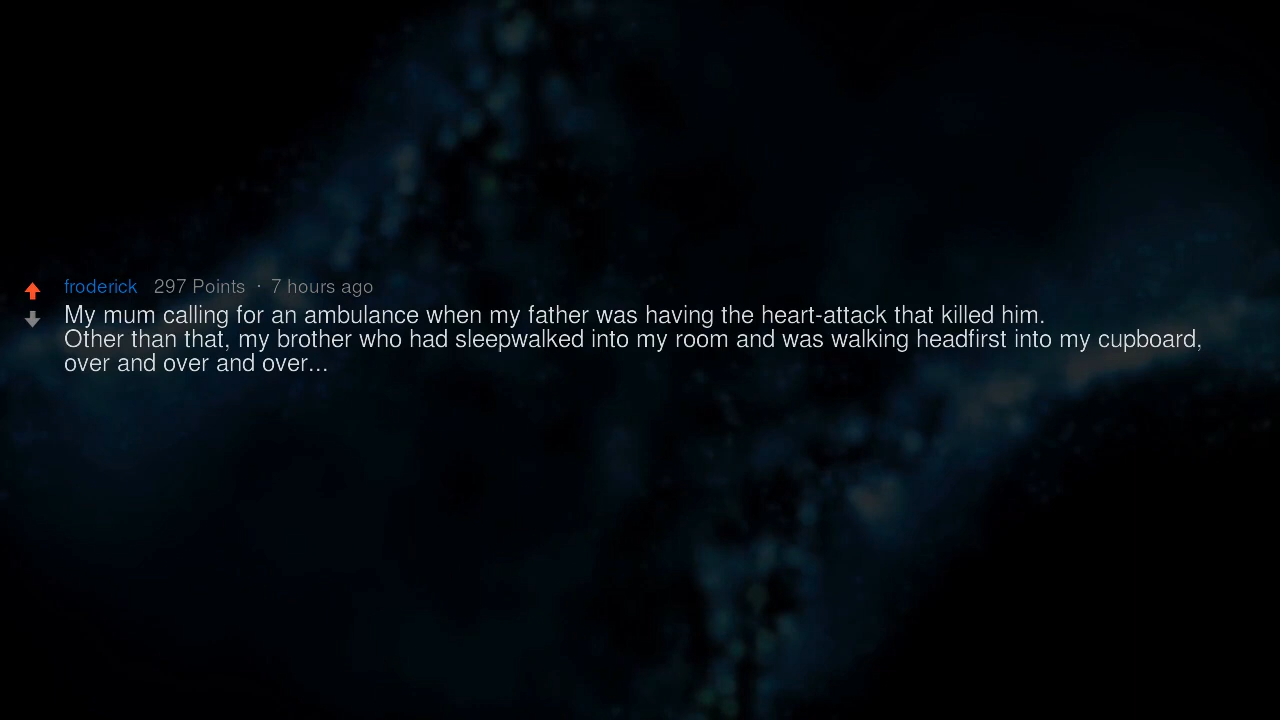 froderick 297 Points · 7 hours ago
My mum calling for an ambulance when my father was having the heart-attack that killed him.
Other than that, my brother who had sleepwalked into my room and was walking headfirst into my cupboard,
over and over and over...